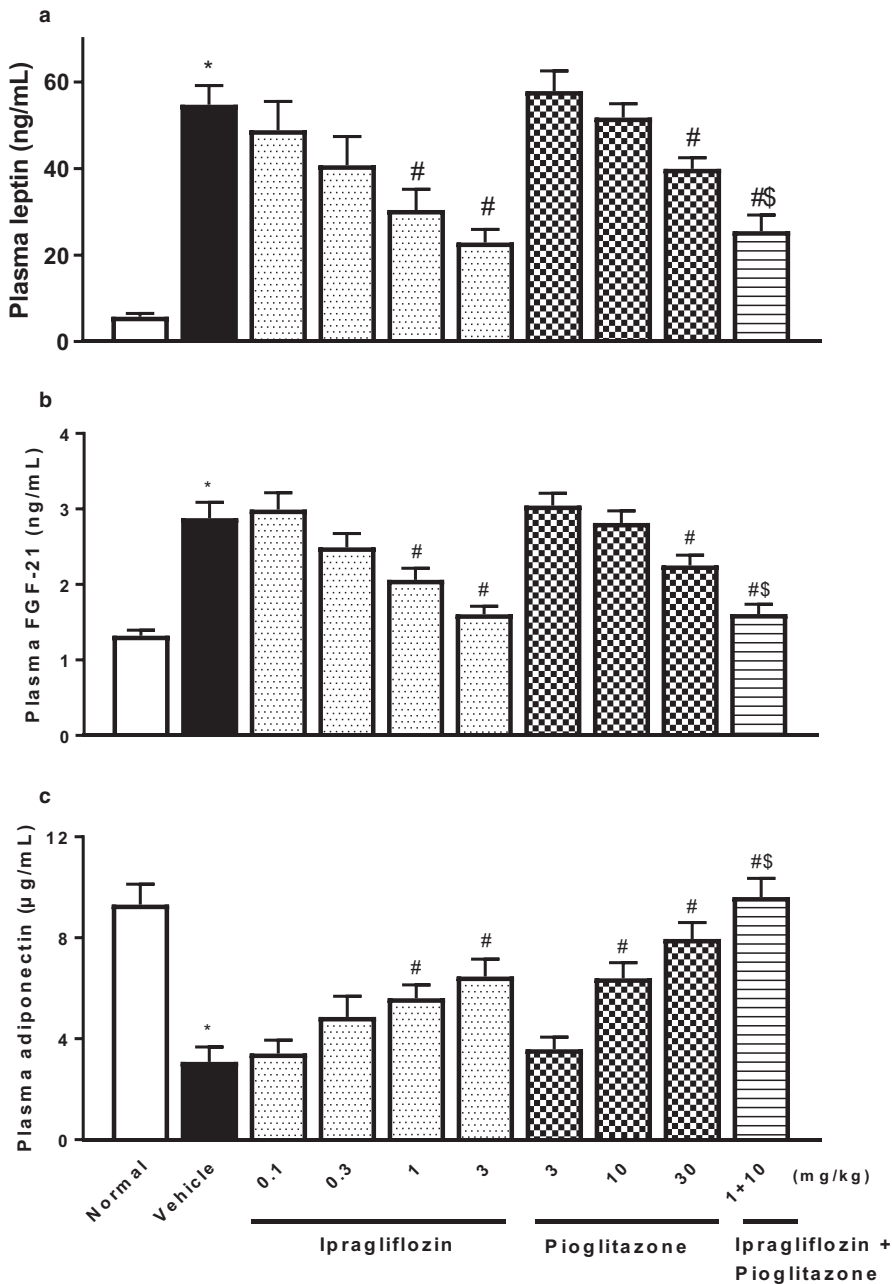 a
Plasma leptin (ng/mL)
60
40
20
0
*
#
#
#
#$
b
Plasma FGF-21 (ng/mL)
4
3
2
1
0
*
#
#
#
#$
c
Plasma adiponectin (μg/mL)
12
8
4
0
*
#
#
#
#
#$
Normal
Vehicle
0.1
0.3
1
3
3
10
30
1+10
(mg/kg)
Ipragliflozin
Pioglitazone
Ipragliflozin +
Pioglitazone